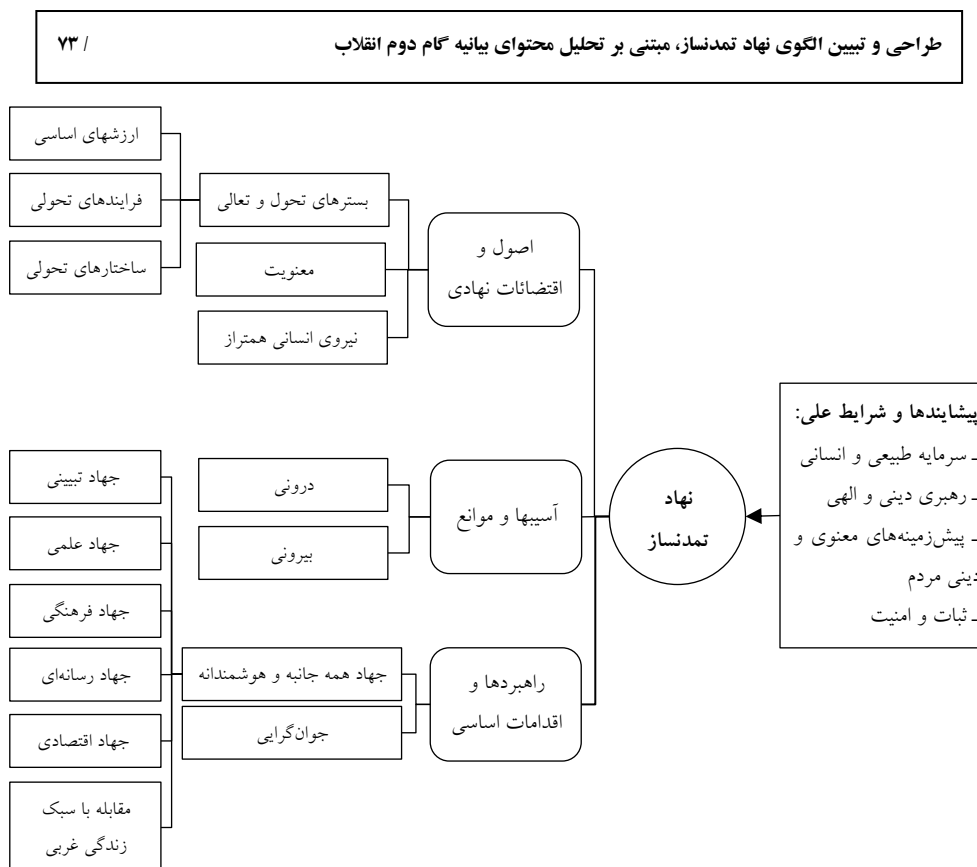 طراحی و تبیین الگوی نهاد تمدنساز، مبتنی بر تحلیل محتوای بیانیه گام دوم انقلاب / ۷۳
پیشایندها و شرایط علی:
ـ سرمایه طبیعی و انسانی
ـ رهبری دینی و الهی
ـ پیش‌زمینه‌های معنوی و
دینی مردم
ـ ثبات و امنیت
نهاد
تمدنساز
اصول و
اقتضائات نهادی
بسترهای تحول و تعالی
ارزشهای اساسی
فرایندهای تحولی
ساختارهای تحولی
معنویت
نیروی انسانی همتراز
آسیبها و موانع
درونی
بیرونی
راهبردها و
اقدامات اساسی
جهاد همه جانبه و هوشمندانه
جهاد تبیینی
جهاد علمی
جهاد فرهنگی
جهاد رسانه‌ای
جهاد اقتصادی
مقابله با سبک
زندگی غربی
جوان‌گرایی